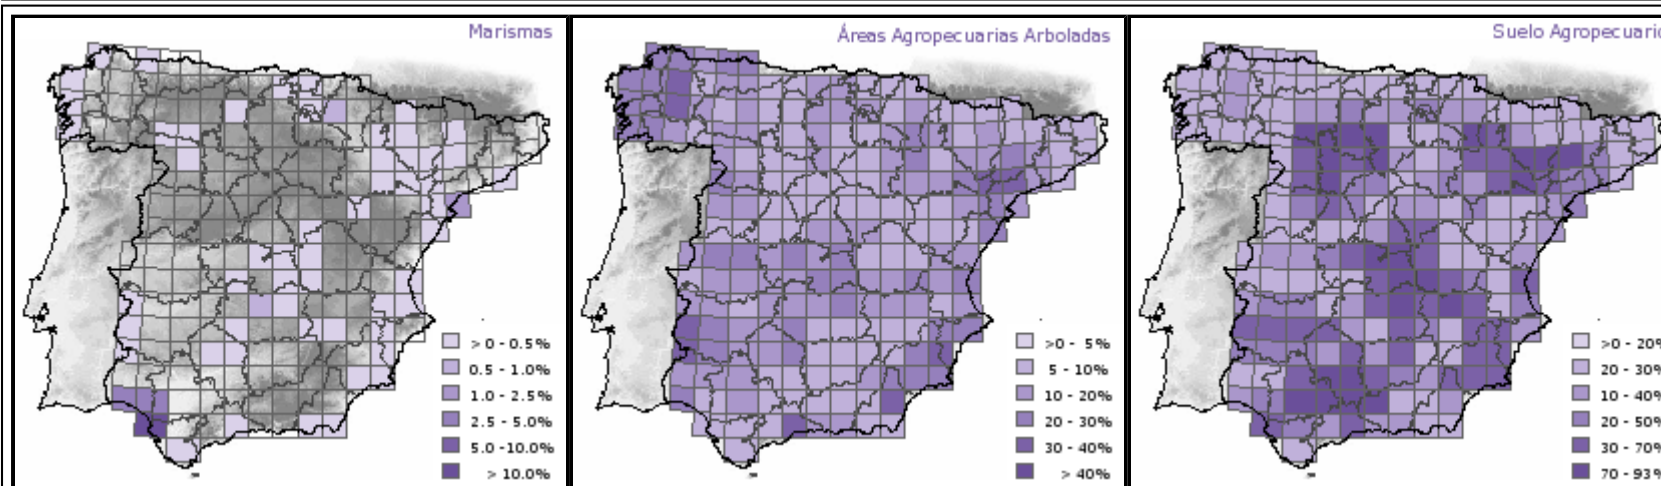 Marismas
>0 - 0.5%
0.5 - 1.0%
1.0 - 2.5%
2.5 - 5.0%
5.0 -10.0%
> 10.0%
Áreas Agropecuarias Arboladas
>0 - 5%
5 - 10%
10 - 20%
20 - 30%
30 - 40%
> 40%
Suelo Agropecuario
>0 - 20%
20 - 30%
10 - 40%
20 - 50%
30 - 70%
70 - 93%